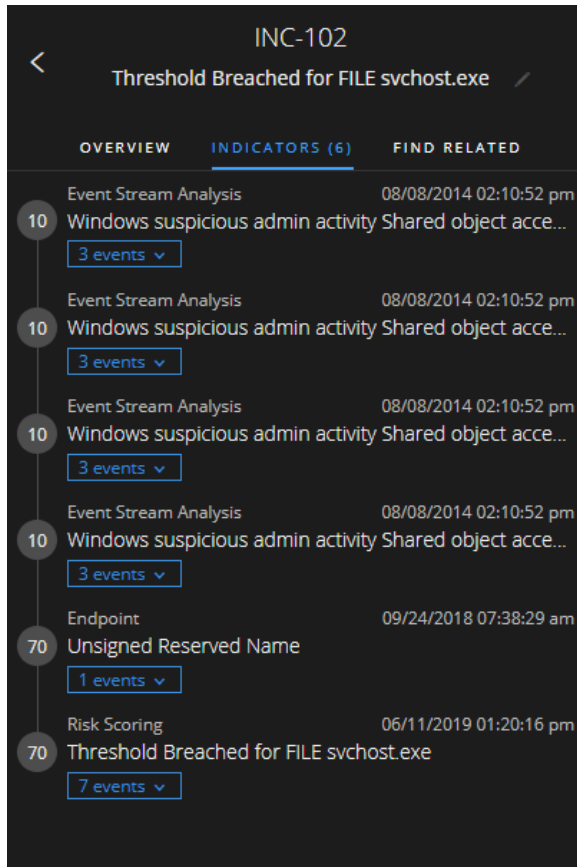 INC-102
Threshold Breached for FILE svchost.exe
OVERVIEW INDICATORS (6) FIND RELATED
Event Stream Analysis 08/08/2014 02:10:52 pm
10 Windows suspicious admin activity Shared object acce...
3 events
Event Stream Analysis 08/08/2014 02:10:52 pm
10 Windows suspicious admin activity Shared object acce...
3 events
Event Stream Analysis 08/08/2014 02:10:52 pm
10 Windows suspicious admin activity Shared object acce...
3 events
Event Stream Analysis 08/08/2014 02:10:52 pm
10 Windows suspicious admin activity Shared object acce...
3 events
Endpoint 09/24/2018 07:38:29 am
70 Unsigned Reserved Name
1 events
Risk Scoring 06/11/2019 01:20:16 pm
70 Threshold Breached for FILE svchost.exe
7 events